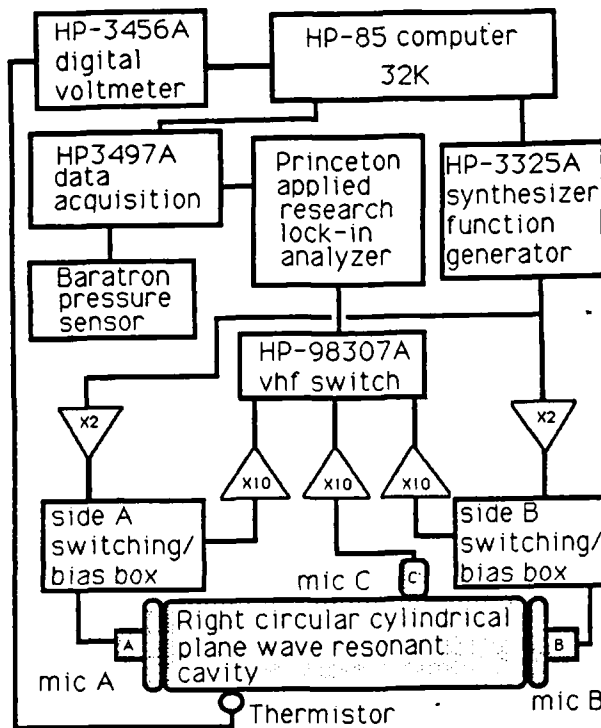 HP-3456A
digital
voltmeter
HP-85 computer
32K
HP3497A
data
acquisition
Princeton
applied
research
lock-in
analyzer
HP-3325A
synthesizer
function
generator
Baratron
pressure
sensor
HP-98307A
vhf switch
X2
X2
X10
X10
X10
side A
switching/
bias box
side B
switching/
bias box
mic C
C
A
Right circular cylindrical
plane wave resonant
cavity
B
mic A
mic B
Thermistor